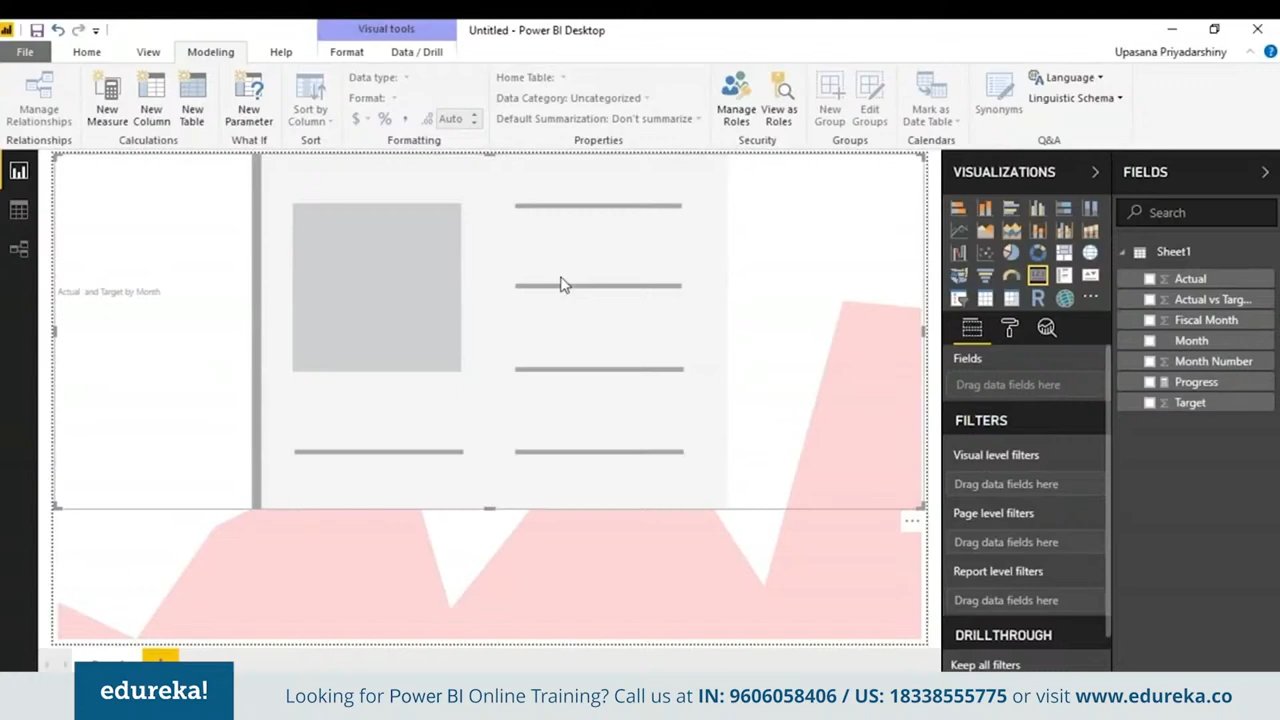 Visual tools
Untitled - Power BI Desktop
File
Home
View
Modeling
Help
Format
Data / Drill
Upasana Priyadarshiny
Manage Relationships
New Measure
New Column
New Table
New Parameter
Sort by Column
Data type:
Format:
$ % , .00 Auto
Home Table:
Data Category: Uncategorized
Default Summarization: Don't summarize
Manage Roles
View as Roles
New Group
Edit Groups
Mark as Date Table
Synonyms
Language
Linguistic Schema
Relationships
Calculations
What If
Sort
Formatting
Properties
Security
Groups
Calendars
Q&A
Actual and Target by Month
VISUALIZATIONS
R
Fields
Drag data fields here
FILTERS
Visual level filters
Drag data fields here
Page level filters
Drag data fields here
Report level filters
Drag data fields here
DRILLTHROUGH
Keep all filters
FIELDS
Search
Sheet1
Σ Actual
Σ Actual vs Targ...
Σ Fiscal Month
Month
Σ Month Number
Progress
Σ Target
edureka!
Looking for Power BI Online Training? Call us at IN: 9606058406 / US: 18338555775 or visit www.edureka.co